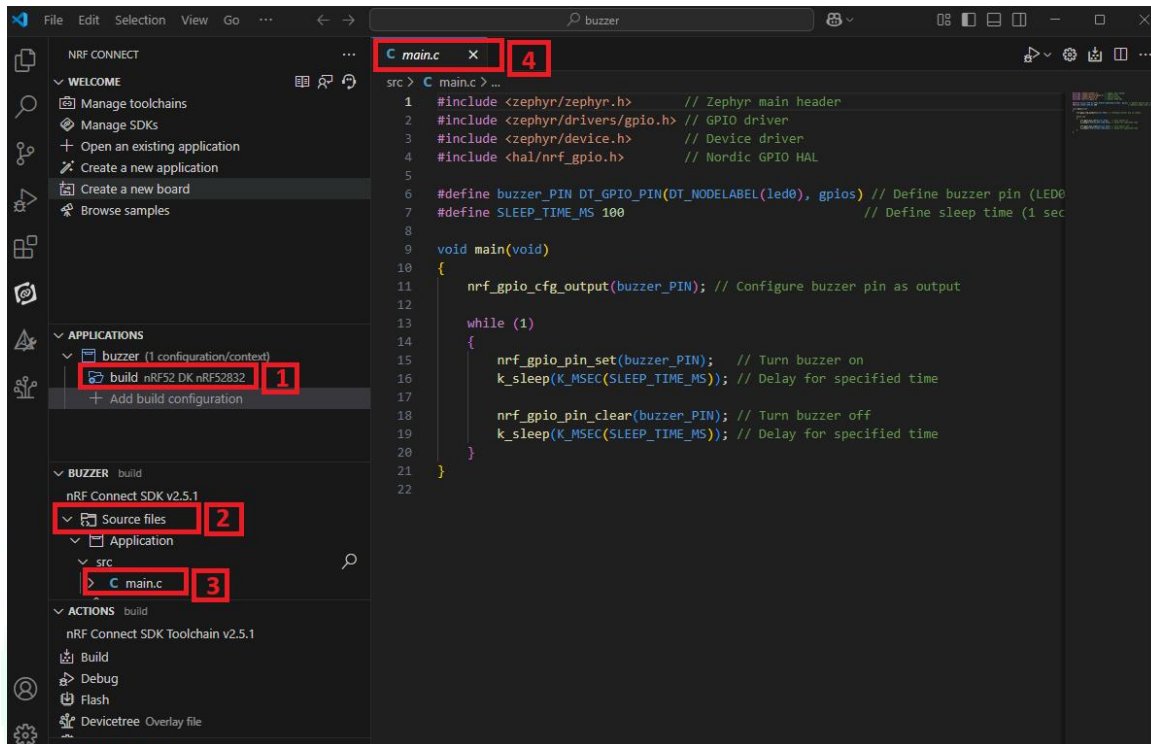 File Edit Selection View Go ··· ← → buzzer
NRF CONNECT ···
WELCOME
Manage toolchains
Manage SDKs
Open an existing application
Create a new application
Create a new board
Browse samples
APPLICATIONS
buzzer (1 configuration/context)
build nRF52 DK nRF52832 1
Add build configuration
BUZZER build
nRF Connect SDK v2.5.1
Source files 2
Application
src
C main.c 3
ACTIONS build
nRF Connect SDK Toolchain v2.5.1
Build
Debug
Flash
Devicetree Overlay file
C main.c × 4
src > C main.c > ...
1 #include <zephyr/zephyr.h> // Zephyr main header
2 #include <zephyr/drivers/gpio.h> // GPIO driver
3 #include <zephyr/device.h> // Device driver
4 #include <hal/nrf_gpio.h> // Nordic GPIO HAL
5
6 #define buzzer_PIN DT_GPIO_PIN(DT_NODELABEL(led0), gpios) // Define buzzer pin (LED0
7 #define SLEEP_TIME_MS 100 // Define sleep time (1 sec
8
9 void main(void)
10 {
11 nrf_gpio_cfg_output(buzzer_PIN); // Configure buzzer pin as output
12
13 while (1)
14 {
15 nrf_gpio_pin_set(buzzer_PIN); // Turn buzzer on
16 k_sleep(K_MSEC(SLEEP_TIME_MS)); // Delay for specified time
17
18 nrf_gpio_pin_clear(buzzer_PIN); // Turn buzzer off
19 k_sleep(K_MSEC(SLEEP_TIME_MS)); // Delay for specified time
20 }
21 }
22